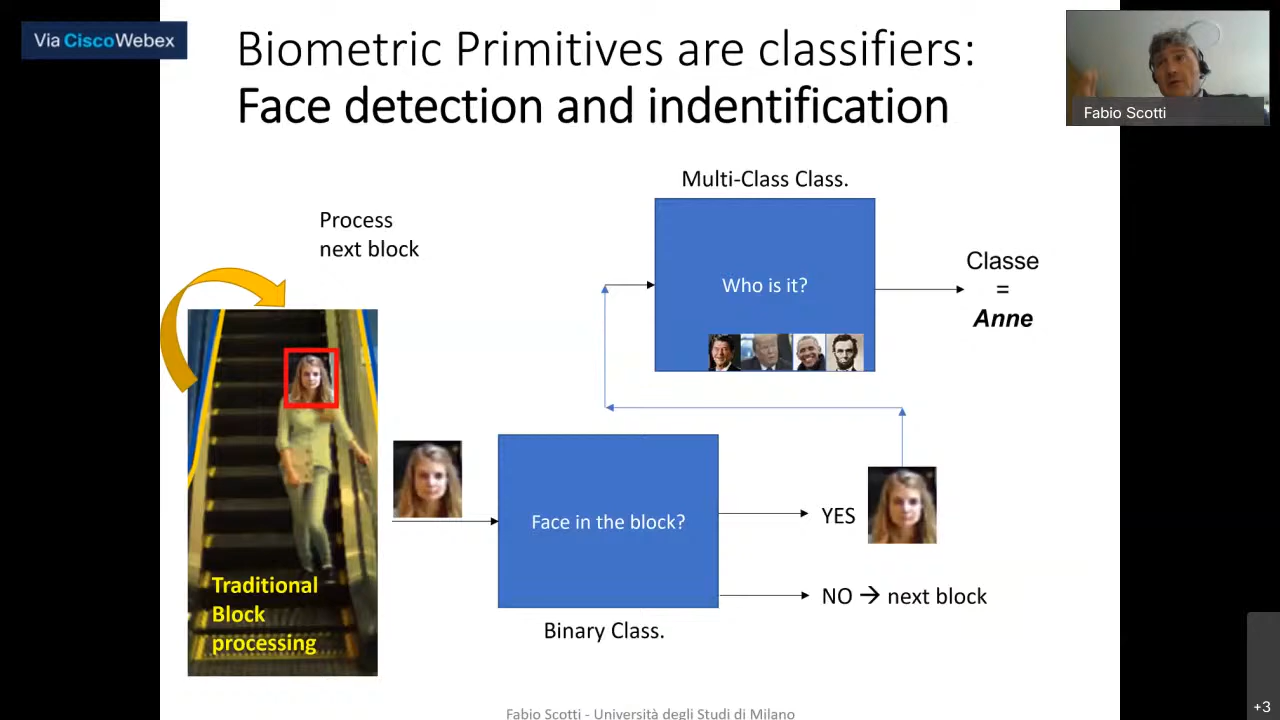 Via CiscoWebex
Biometric Primitives are classifiers:
Face detection and indentification
Fabio Scotti
Multi-Class Class.
Process
next block
Who is it?
Classe
=
Anne
Face in the block?
YES
NO → next block
Traditional
Block
processing
Binary Class.
Fabio Scotti - Università degli Studi di Milano
+3